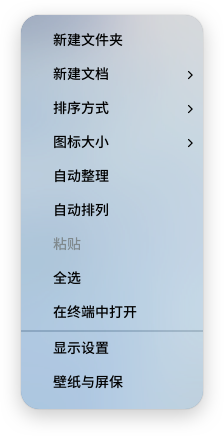 新建文件夹
新建文档
排序方式
图标大小
自动整理
自动排列
粘贴
全选
在终端中打开
显示设置
壁纸与屏保